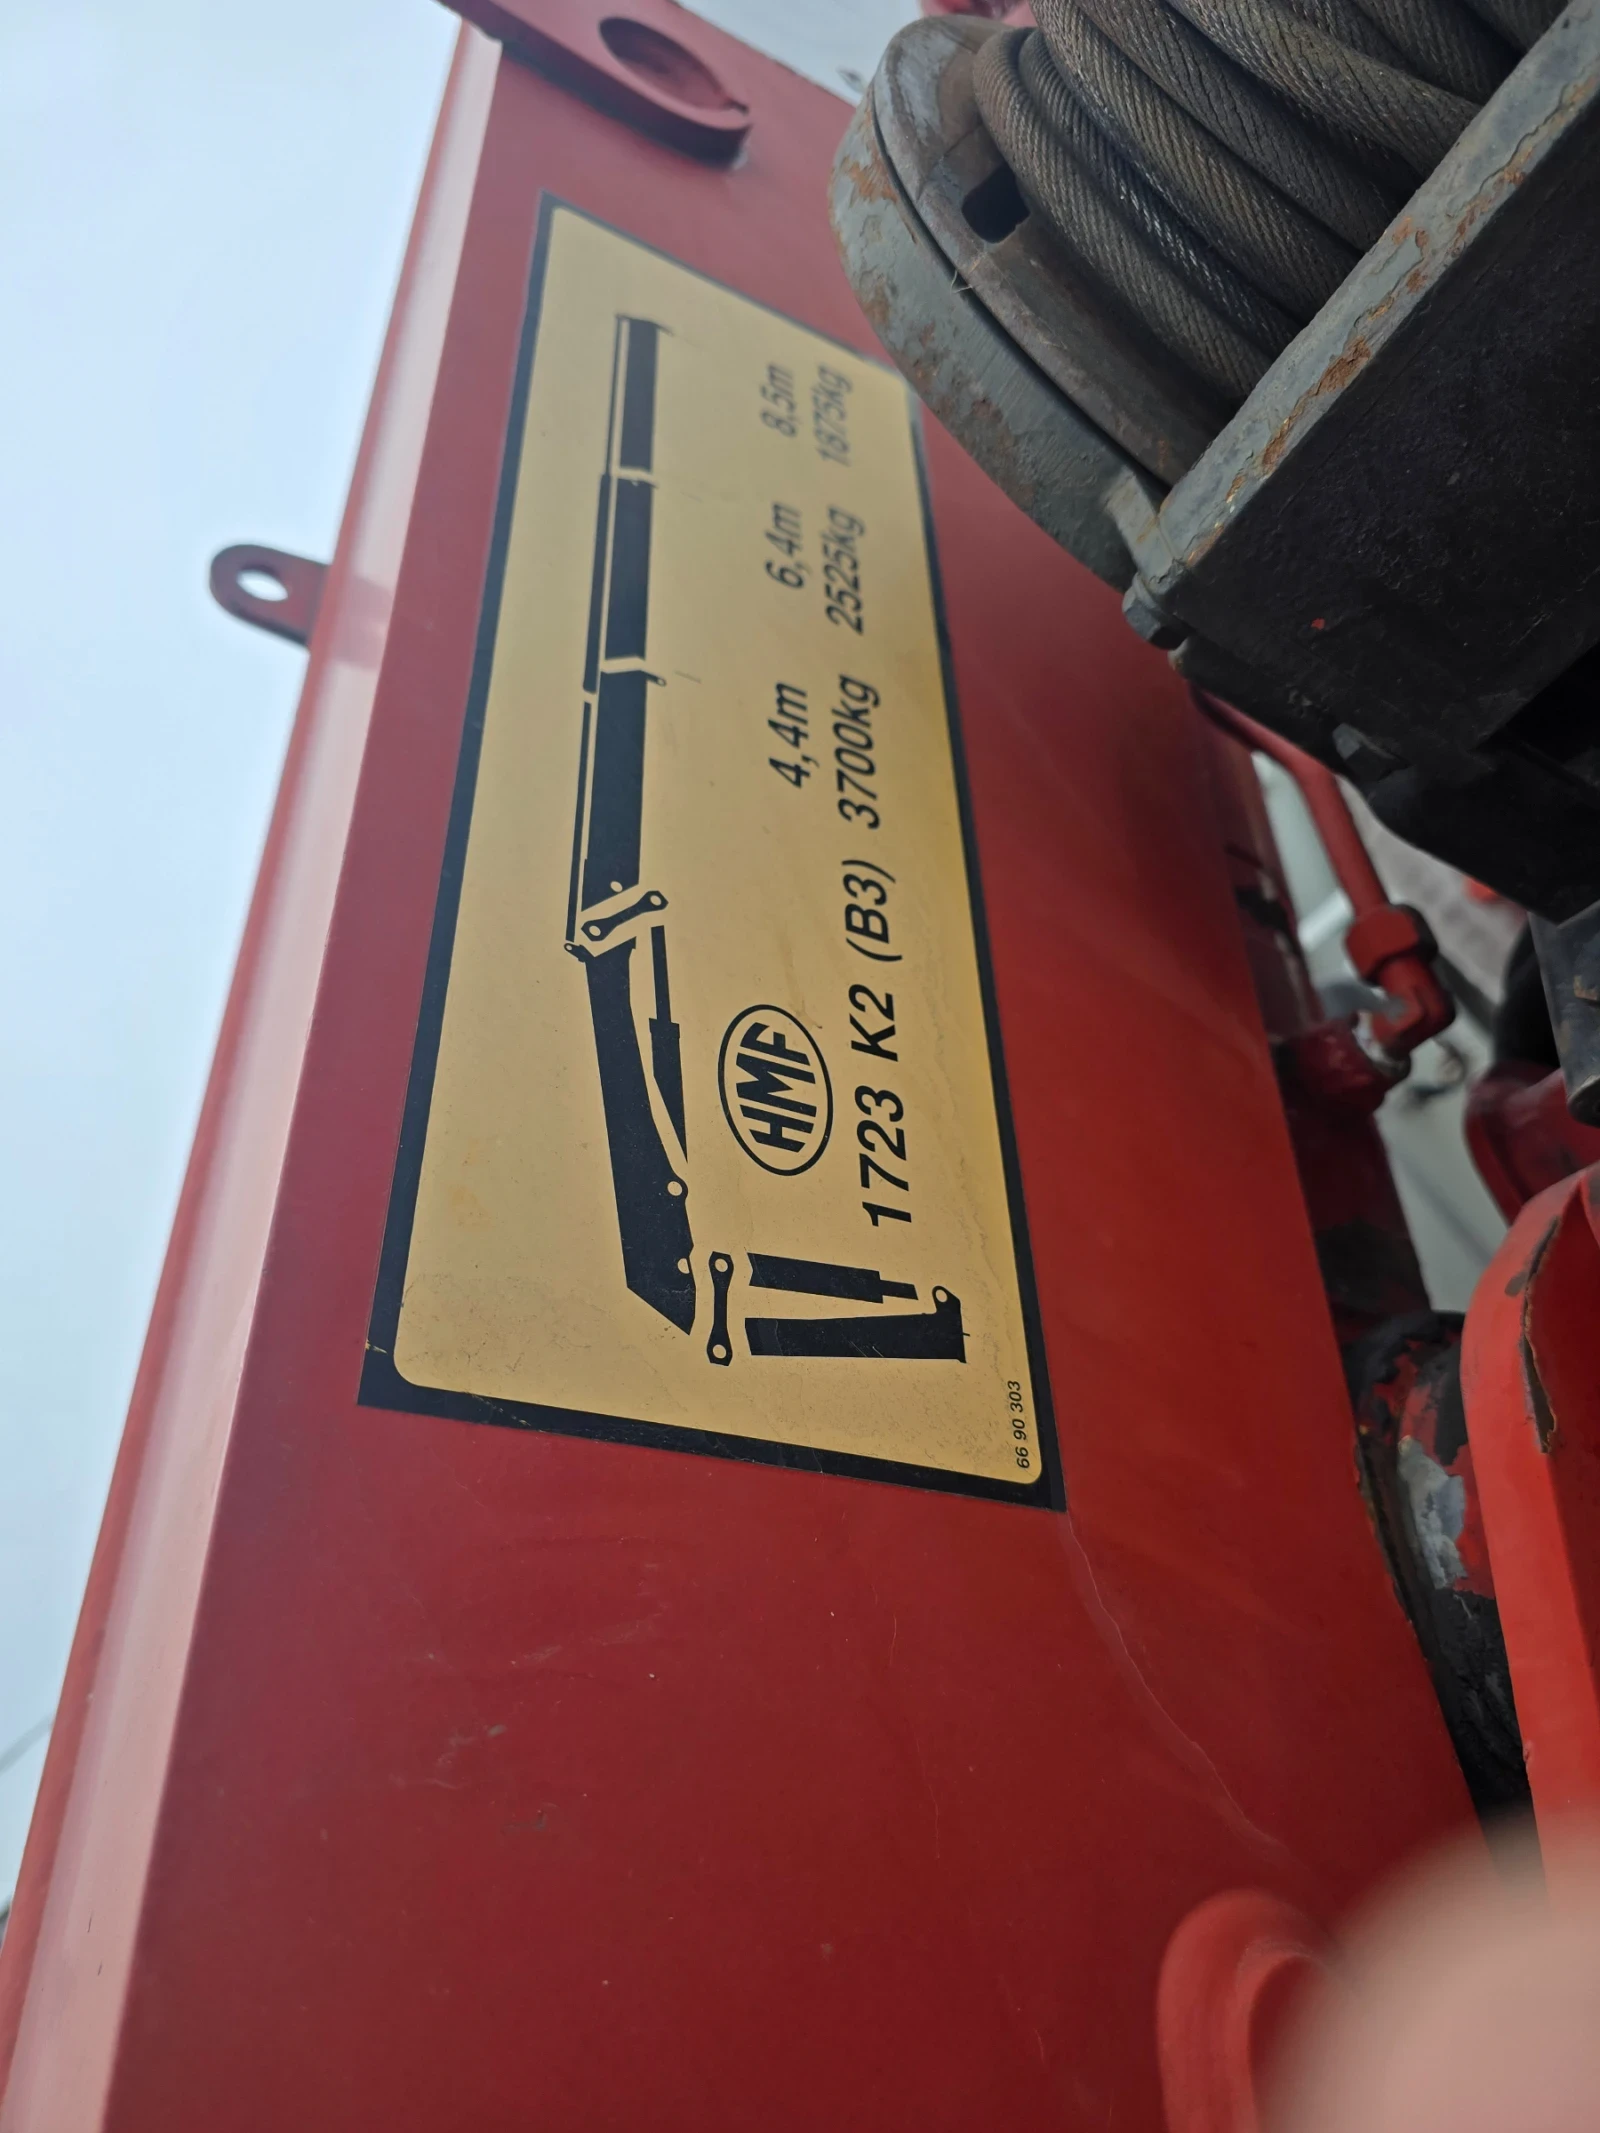 4,4m 6,4m 8,5m
HMF
1723 K2 (B3) 3700kg 2525kg 1875kg
66 90 303